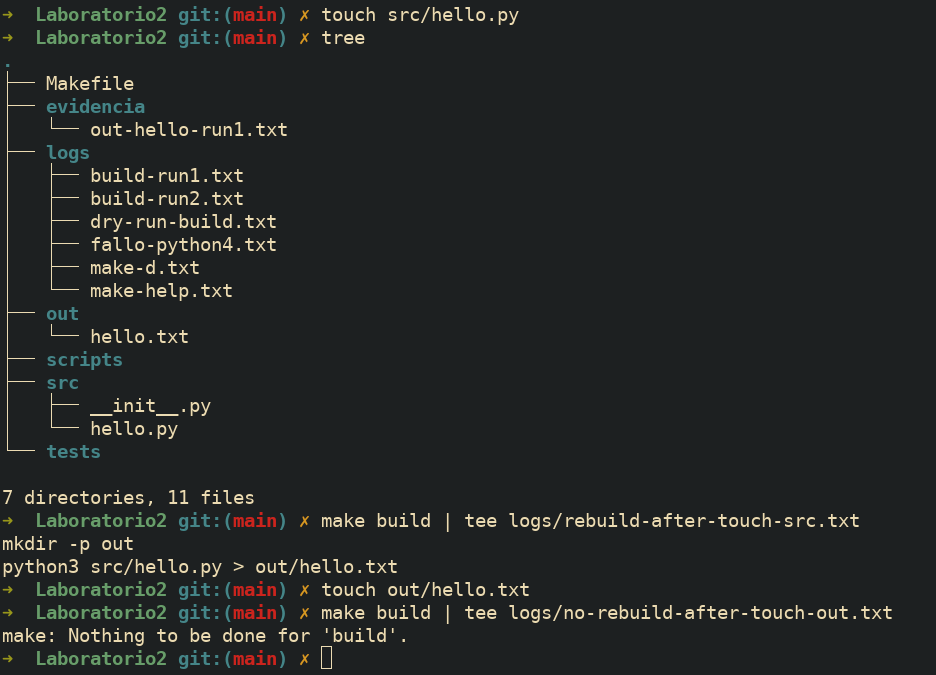 ➜  Laboratorio2 git:(main) ✗ touch src/hello.py
➜  Laboratorio2 git:(main) ✗ tree
.
├── Makefile
├── evidencia
│   └── out-hello-run1.txt
├── logs
│   ├── build-run1.txt
│   ├── build-run2.txt
│   ├── dry-run-build.txt
│   ├── fallo-python4.txt
│   ├── make-d.txt
│   └── make-help.txt
├── out
│   └── hello.txt
├── scripts
├── src
│   ├── __init__.py
│   └── hello.py
└── tests

7 directories, 11 files
➜  Laboratorio2 git:(main) ✗ make build | tee logs/rebuild-after-touch-src.txt
mkdir -p out
python3 src/hello.py > out/hello.txt
➜  Laboratorio2 git:(main) ✗ touch out/hello.txt
➜  Laboratorio2 git:(main) ✗ make build | tee logs/no-rebuild-after-touch-out.txt
make: Nothing to be done for 'build'.
➜  Laboratorio2 git:(main) ✗